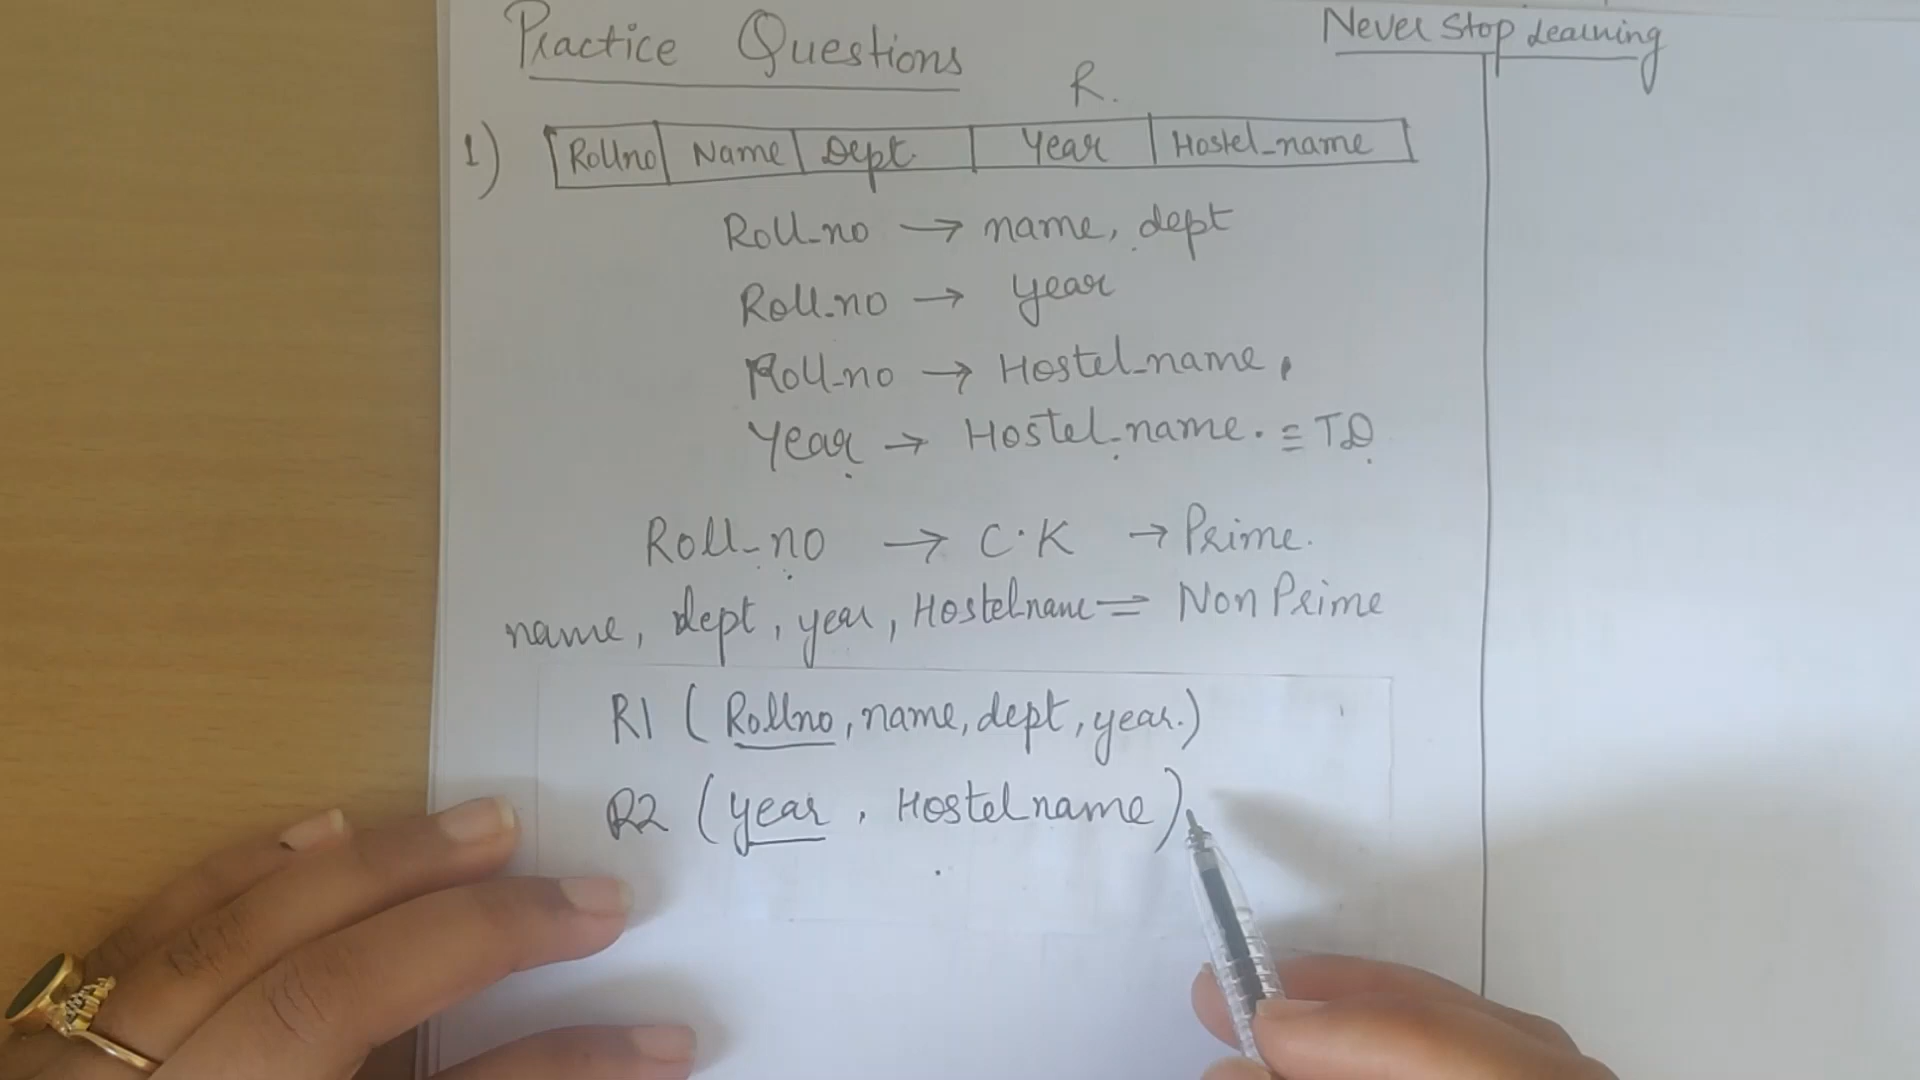 Practice Questions
Never Stop Learning
R.
1) Rollno Name Dept Year Hostel_name
Roll_no → name, dept
Roll_no → year
Roll_no → Hostel_name.
Year → Hostel_name. = TD
Roll_no → C.K → Prime.
name, dept, year, Hostelname = Non Prime
R1 (Rollno, name, dept, year.)
R2 (year, Hostelname)